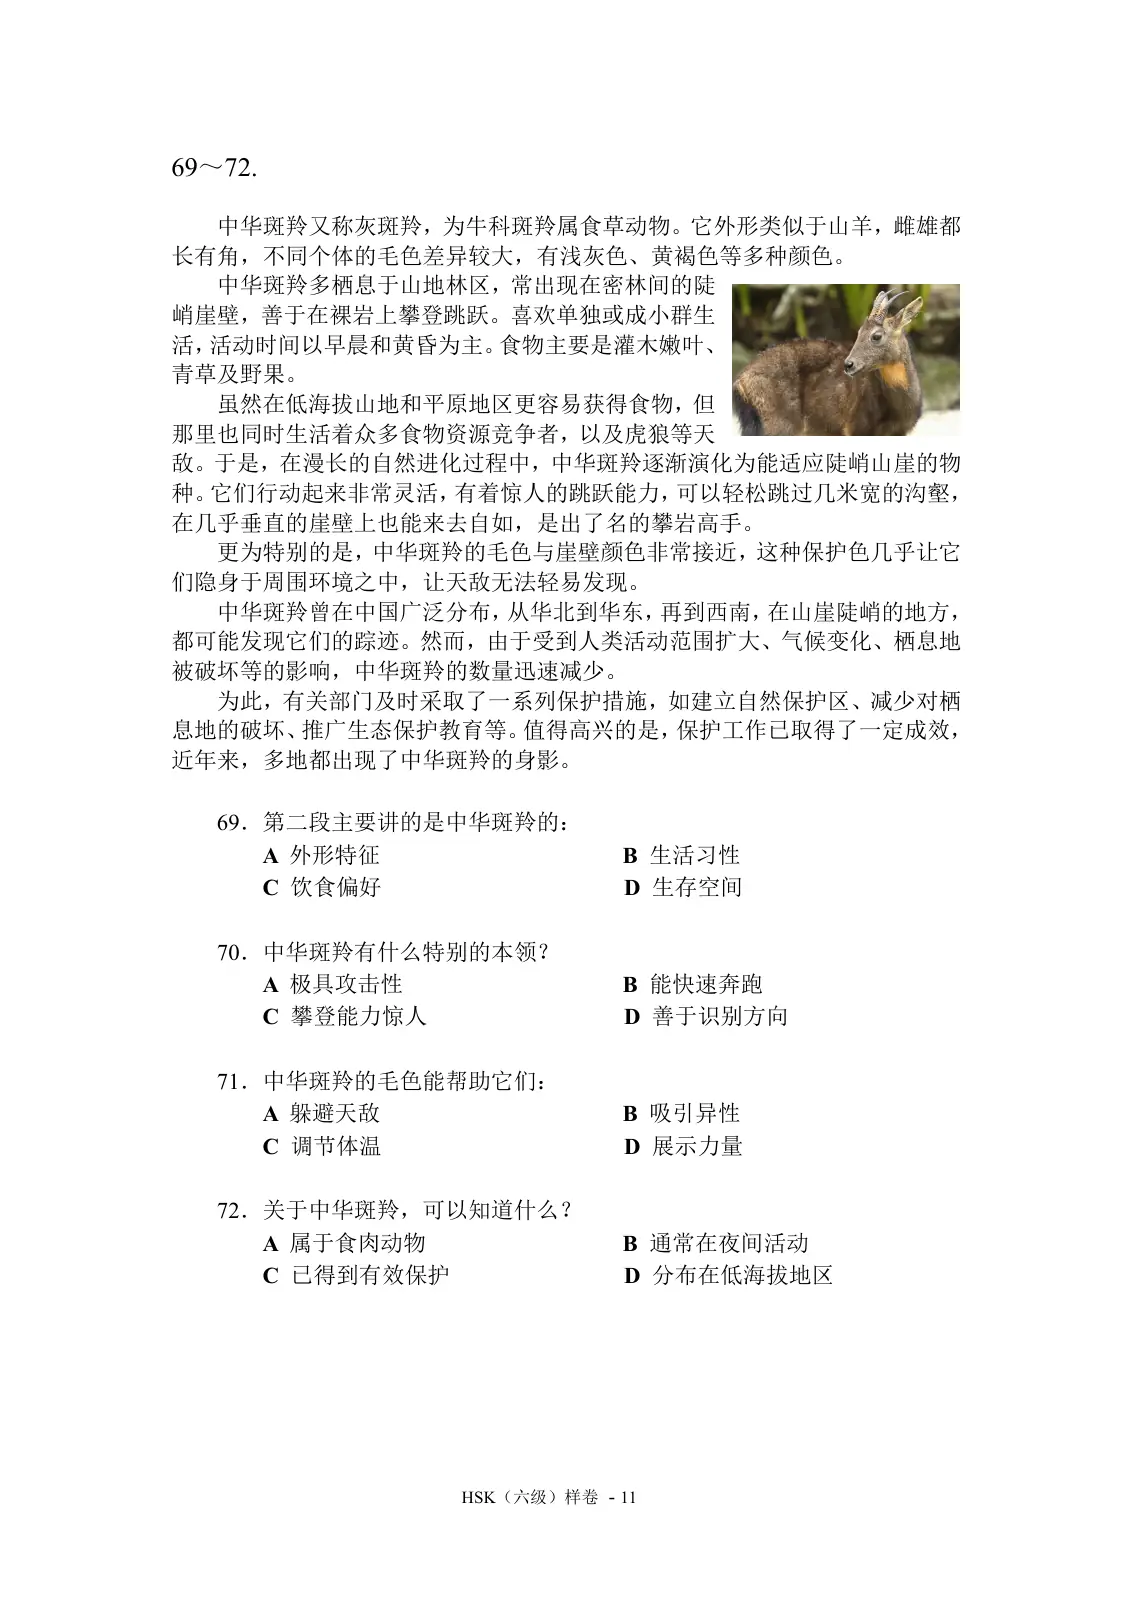 69～72.
中华斑羚又称灰斑羚，为牛科斑羚属食草动物。它外形类似于山羊，雌雄都
长有角，不同个体的毛色差异较大，有浅灰色、黄褐色等多种颜色。
中华斑羚多栖息于山地林区，常出现在密林间的陡
峭崖壁，善于在裸岩上攀登跳跃。喜欢单独或成小群生
活，活动时间以早晨和黄昏为主。食物主要是灌木嫩叶、
青草及野果。
虽然在低海拔山地和平原地区更容易获得食物，但
那里也同时生活着众多食物资源竞争者，以及虎狼等天
敌。于是，在漫长的自然进化过程中，中华斑羚逐渐演化为能适应陡峭山崖的物
种。它们行动起来非常灵活，有着惊人的跳跃能力，可以轻松跳过几米宽的沟壑，
在几乎垂直的崖壁上也能来去自如，是出了名的攀岩高手。
更为特别的是，中华斑羚的毛色与崖壁颜色非常接近，这种保护色几乎让它
们隐身于周围环境之中，让天敌无法轻易发现。
中华斑羚曾在中国广泛分布，从华北到华东，再到西南，在山崖陡峭的地方，
都可能发现它们的踪迹。然而，由于受到人类活动范围扩大、气候变化、栖息地
被破坏等的影响，中华斑羚的数量迅速减少。
为此，有关部门及时采取了一系列保护措施，如建立自然保护区、减少对栖
息地的破坏、推广生态保护教育等。值得高兴的是，保护工作已取得了一定成效，
近年来，多地都出现了中华斑羚的身影。
69．第二段主要讲的是中华斑羚的：
A 外形特征 B 生活习性
C 饮食偏好 D 生存空间
70．中华斑羚有什么特别的本领？
A 极具攻击性 B 能快速奔跑
C 攀登能力惊人 D 善于识别方向
71．中华斑羚的毛色能帮助它们：
A 躲避天敌 B 吸引异性
C 调节体温 D 展示力量
72．关于中华斑羚，可以知道什么？
A 属于食肉动物 B 通常在夜间活动
C 已得到有效保护 D 分布在低海拔地区
HSK（六级）样卷 - 11